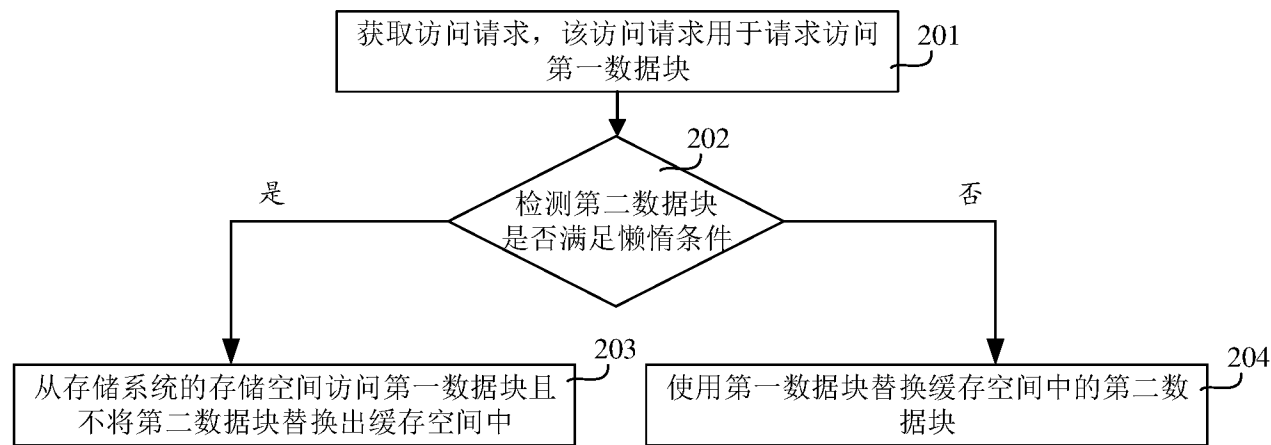 获取访问请求，该访问请求用于请求访问
第一数据块
201
202
检测第二数据块
是否满足懒惰条件
是
否
203
从存储系统的存储空间访问第一数据块且
不将第二数据块替换出缓存空间中
204
使用第一数据块替换缓存空间中的第二数
据块